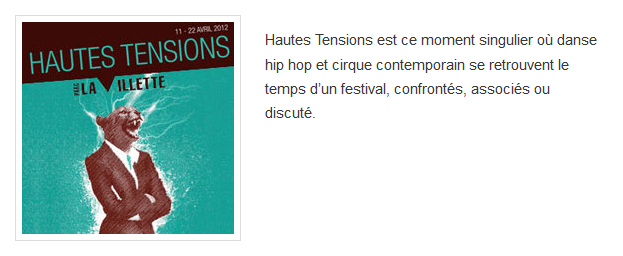 11 - 22 AVRIL 2012
HAUTES TENSIONS
PARC LA VILLETTE
Hautes Tensions est ce moment singulier où danse
hip hop et cirque contemporain se retrouvent le
temps d’un festival, confrontés, associés ou
discuté.